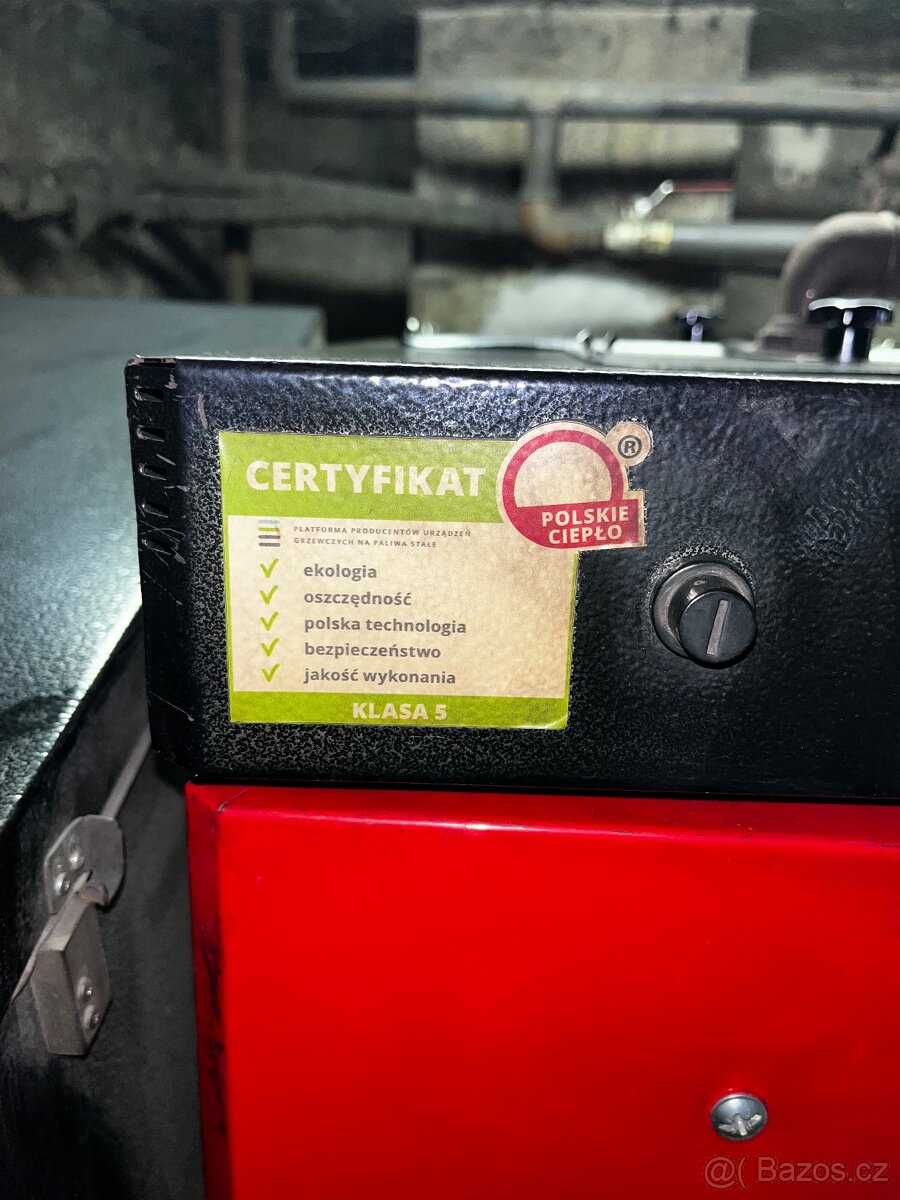 CERTYFIKAT
®
POLSKIE
CIEPŁO
PLATFORMA PRODUCENTÓW URZĄDZEŃ
GRZEWCZYCH NA PALIWA STAŁE
ekologia
oszczędność
polska technologia
bezpieczeństwo
jakość wykonania
KLASA 5
@( Bazos.cz